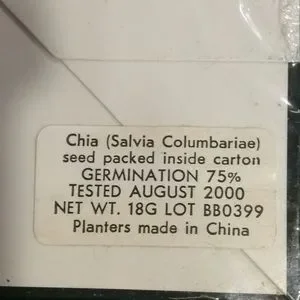 Chia (Salvia Columbariae)
seed packed inside carton
GERMINATION 75%
TESTED AUGUST 2000
NET WT. 18G LOT BB0399
Planters made in China